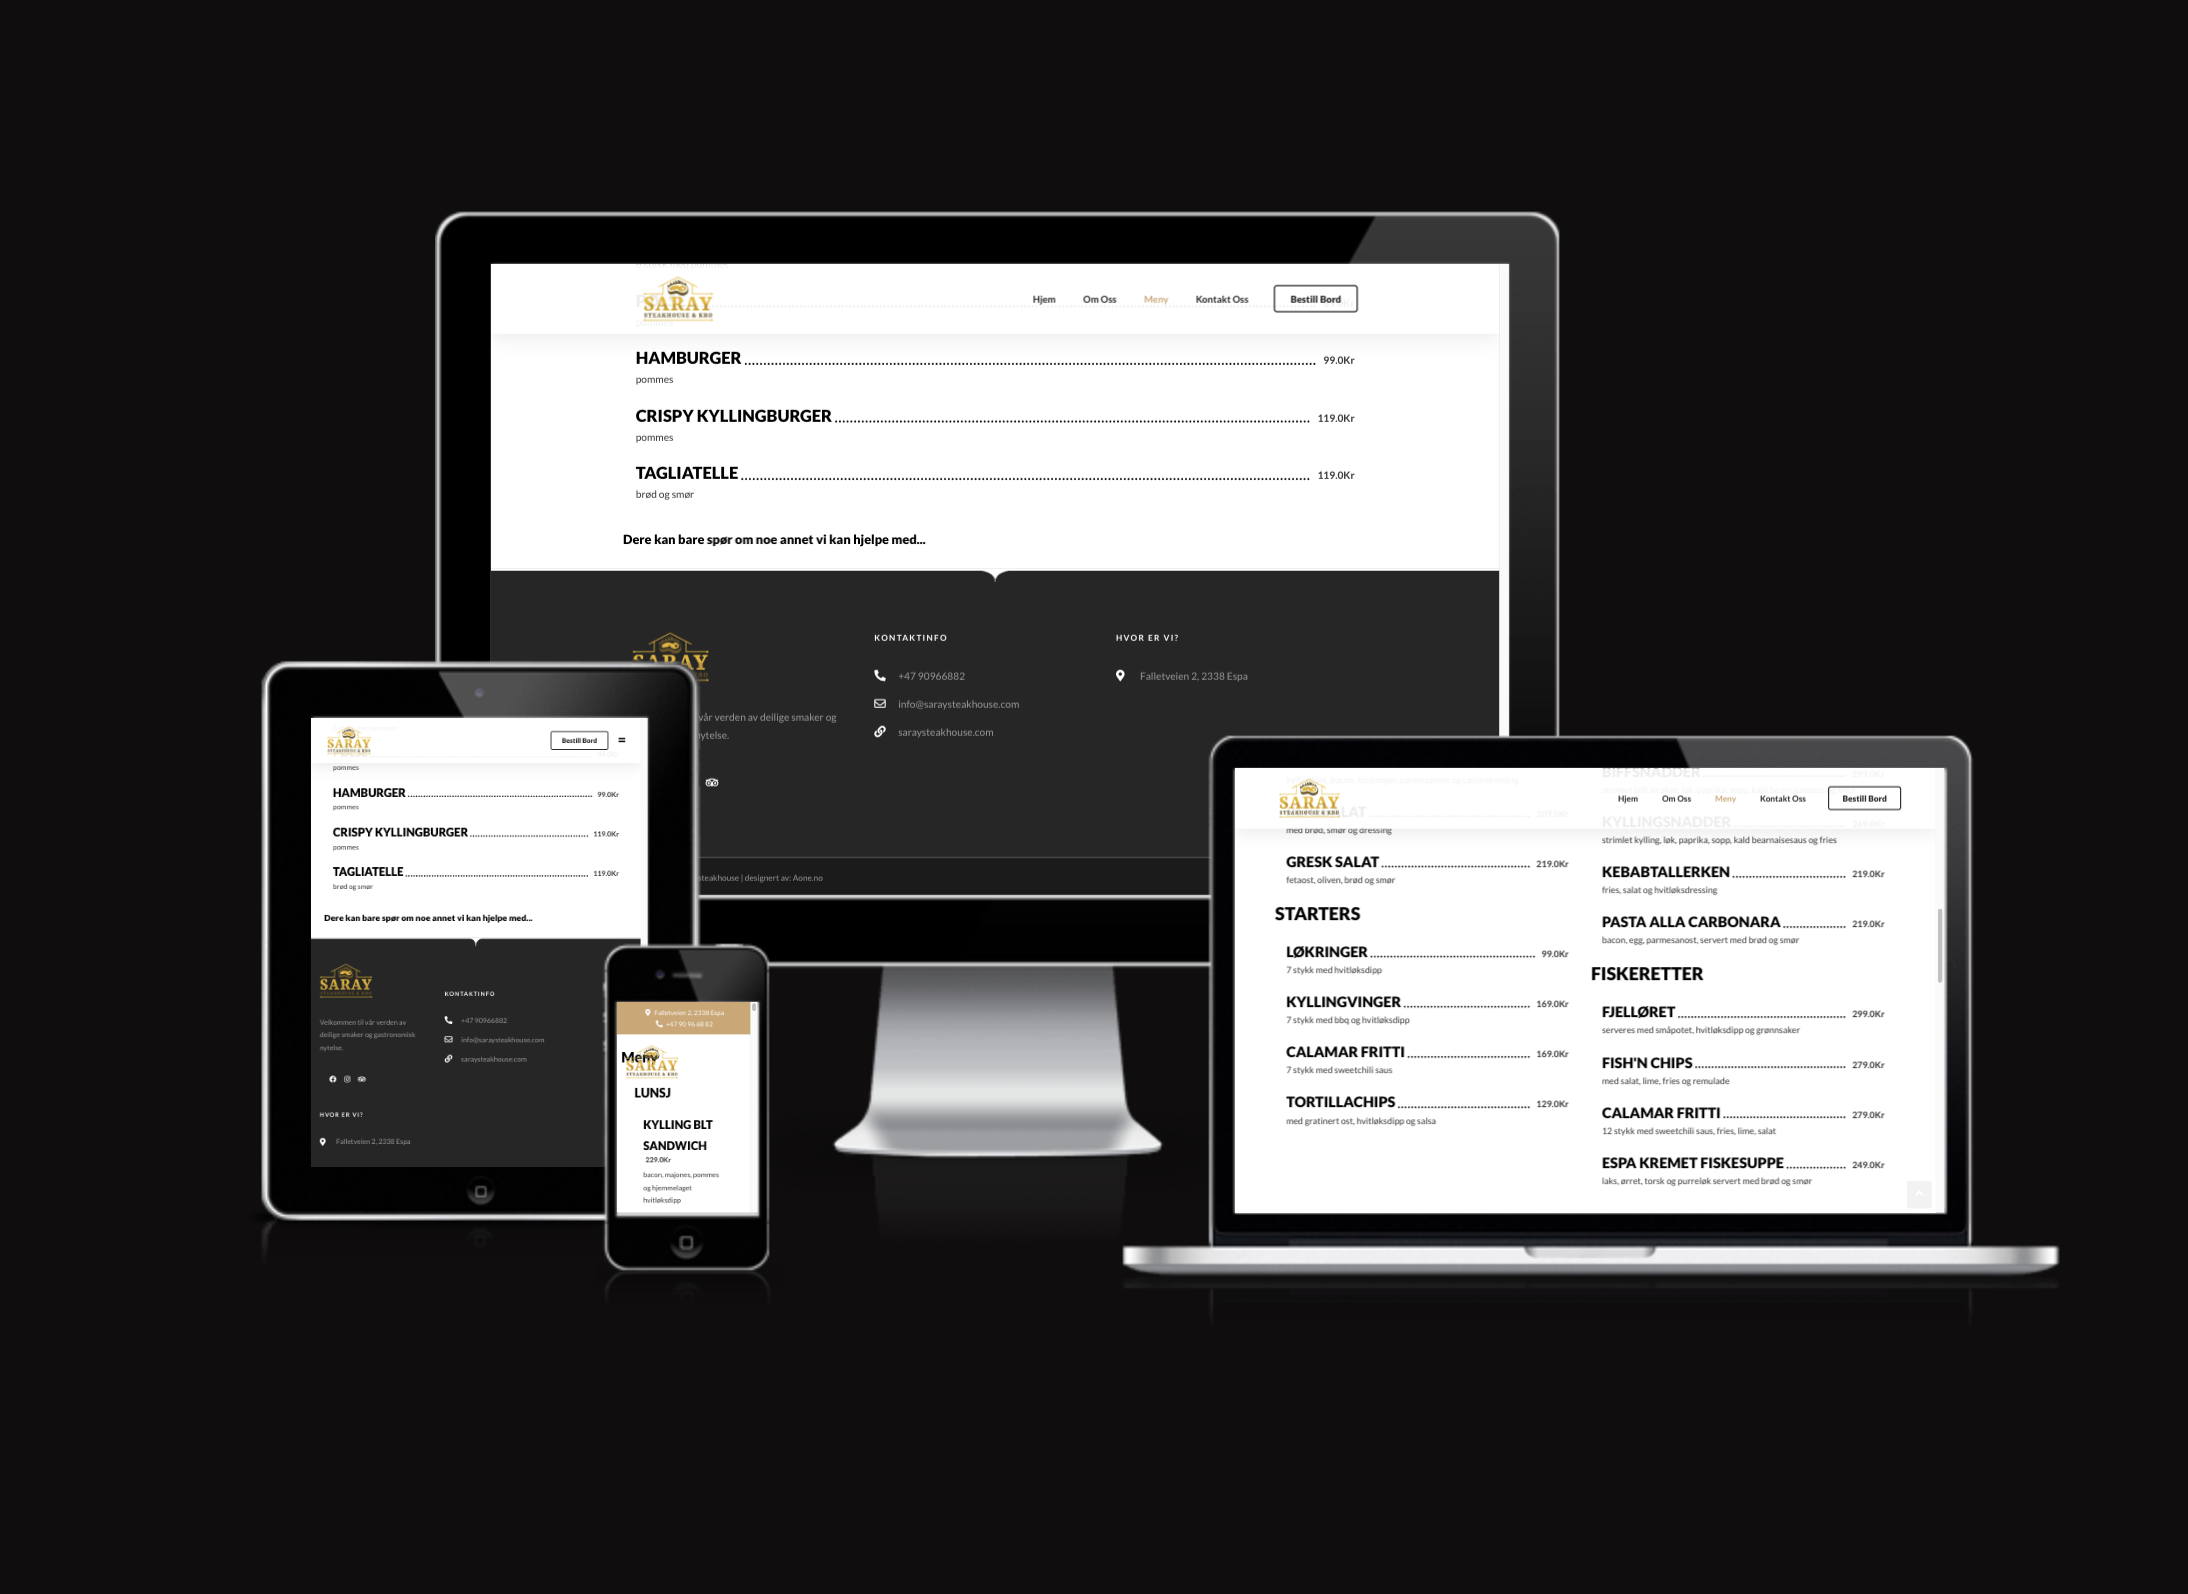 SARAY
STEAKHOUSE & KRO
Hjem
Om Oss
Meny
Kontakt Oss
Bestill Bord
HAMBURGER 99.0Kr
pommes
CRISPY KYLLINGBURGER 119.0Kr
pommes
TAGLIATELLE 119.0Kr
brød og smør
Dere kan bare spør om noe annet vi kan hjelpe med...
SARAY
KONTAKTINFO
+47 90966882
info@saraysteakhouse.com
saraysteakhouse.com
HVOR ER VI?
Falletveien 2, 2338 Espa
vår verden av deilige smaker og
nytelse.
steakhouse | designert av: Aone.no
SARAY
Bestill Bord
pommes
HAMBURGER 99.0Kr
pommes
CRISPY KYLLINGBURGER 119.0Kr
pommes
TAGLIATELLE 119.0Kr
brød og smør
Dere kan bare spør om noe annet vi kan hjelpe med...
SARAY
STEAKHOUSE & KRO
Velkommen til vår verden av
deilige smaker og gastronomisk
nytelse.
KONTAKTINFO
+47 90966882
info@saraysteakhouse.com
saraysteakhouse.com
HVOR ER VI?
Falletveien 2, 2338 Espa
Falletveien 2, 2338 Espa
+47 90 96 68 82
Meny
SARAY
STEAKHOUSE & KRO
LUNSJ
KYLLING BLT
SANDWICH
229.0Kr
bacon, majones, pommes
og hjemmelaget
hvitløksdipp
SARAY
STEAKHOUSE & KRO
Hjem
Om Oss
Meny
Kontakt Oss
Bestill Bord
med brød, smør og dressing
GRESK SALAT 219.0Kr
fetaost, oliven, brød og smør
STARTERS
LØKRINGER 99.0Kr
7 stykk med hvitløksdipp
KYLLINGVINGER 169.0Kr
7 stykk med bbq og hvitløksdipp
CALAMAR FRITTI 169.0Kr
7 stykk med sweetchili saus
TORTILLACHIPS 129.0Kr
med gratinert ost, hvitløksdipp og salsa
BIFFSNADDER
KYLLINGSNADDER
strimlet kylling, løk, paprika, sopp, kald bearnaisesaus og fries
KEBABTALLERKEN 219.0Kr
fries, salat og hvitløksdressing
PASTA ALLA CARBONARA 219.0Kr
bacon, egg, parmesanost, servert med brød og smør
FISKERETTER
FJELLØRET 299.0Kr
serveres med småpotet, hvitløksdipp og grønnsaker
FISH'N CHIPS 279.0Kr
med salat, lime, fries og remulade
CALAMAR FRITTI 279.0Kr
12 stykk med sweetchili saus, fries, lime, salat
ESPA KREMET FISKESUPPE 249.0Kr
laks, ørret, torsk og purreløk servert med brød og smør